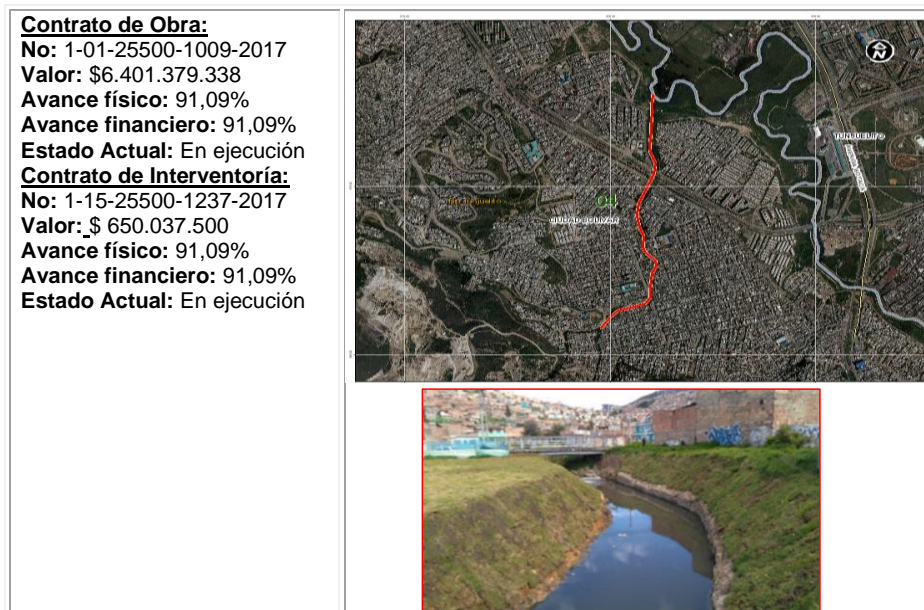 Contrato de Obra:
No: 1-01-25500-1009-2017
Valor: $6.401.379.338
Avance físico: 91,09%
Avance financiero: 91,09%
Estado Actual: En ejecución
Contrato de Interventoría:
No: 1-15-25500-1237-2017
Valor: $ 650.037.500
Avance físico: 91,09%
Avance financiero: 91,09%
Estado Actual: En ejecución
N
TUNJUELITO
CIUDAD BOLIVAR